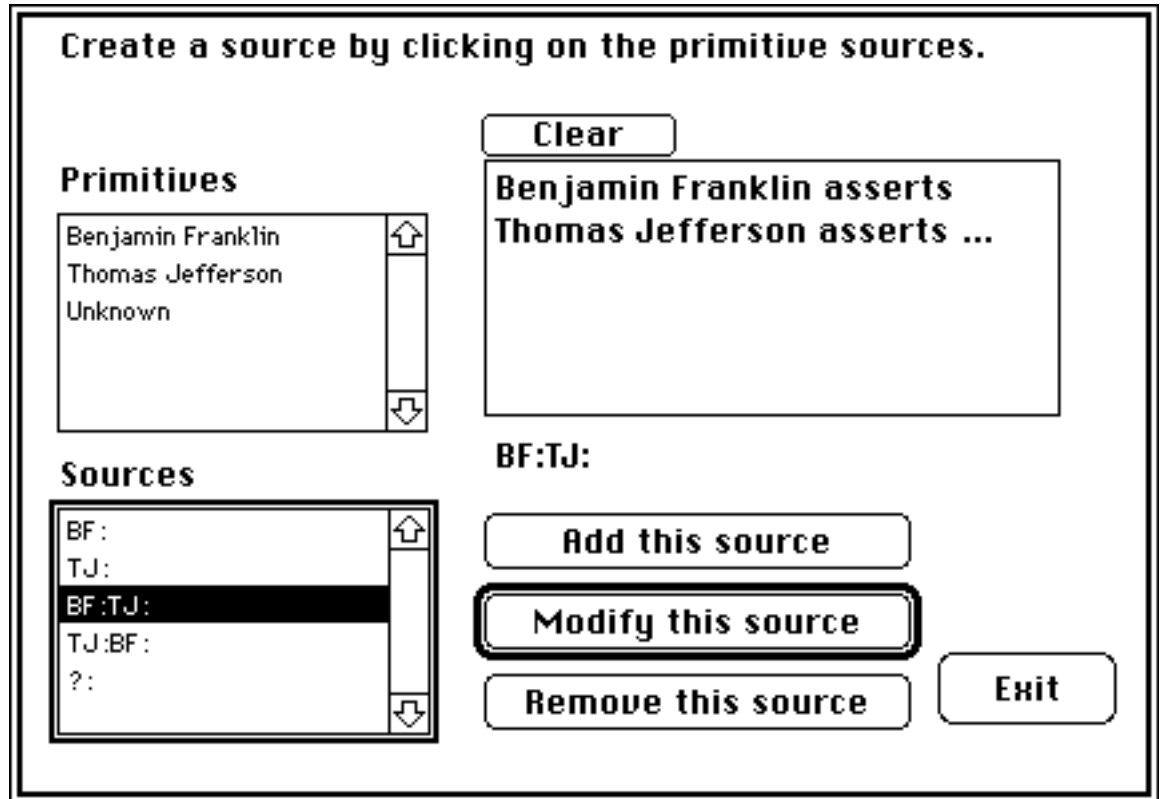 Create a source by clicking on the primitive sources.
Clear
Primitives
Benjamin Franklin
Thomas Jefferson
Unknown
Benjamin Franklin asserts
Thomas Jefferson asserts ...
BF:TJ:
Sources
BF:
TJ:
BF:TJ:
TJ:BF:
?:
Add this source
Modify this source
Remove this source
Exit